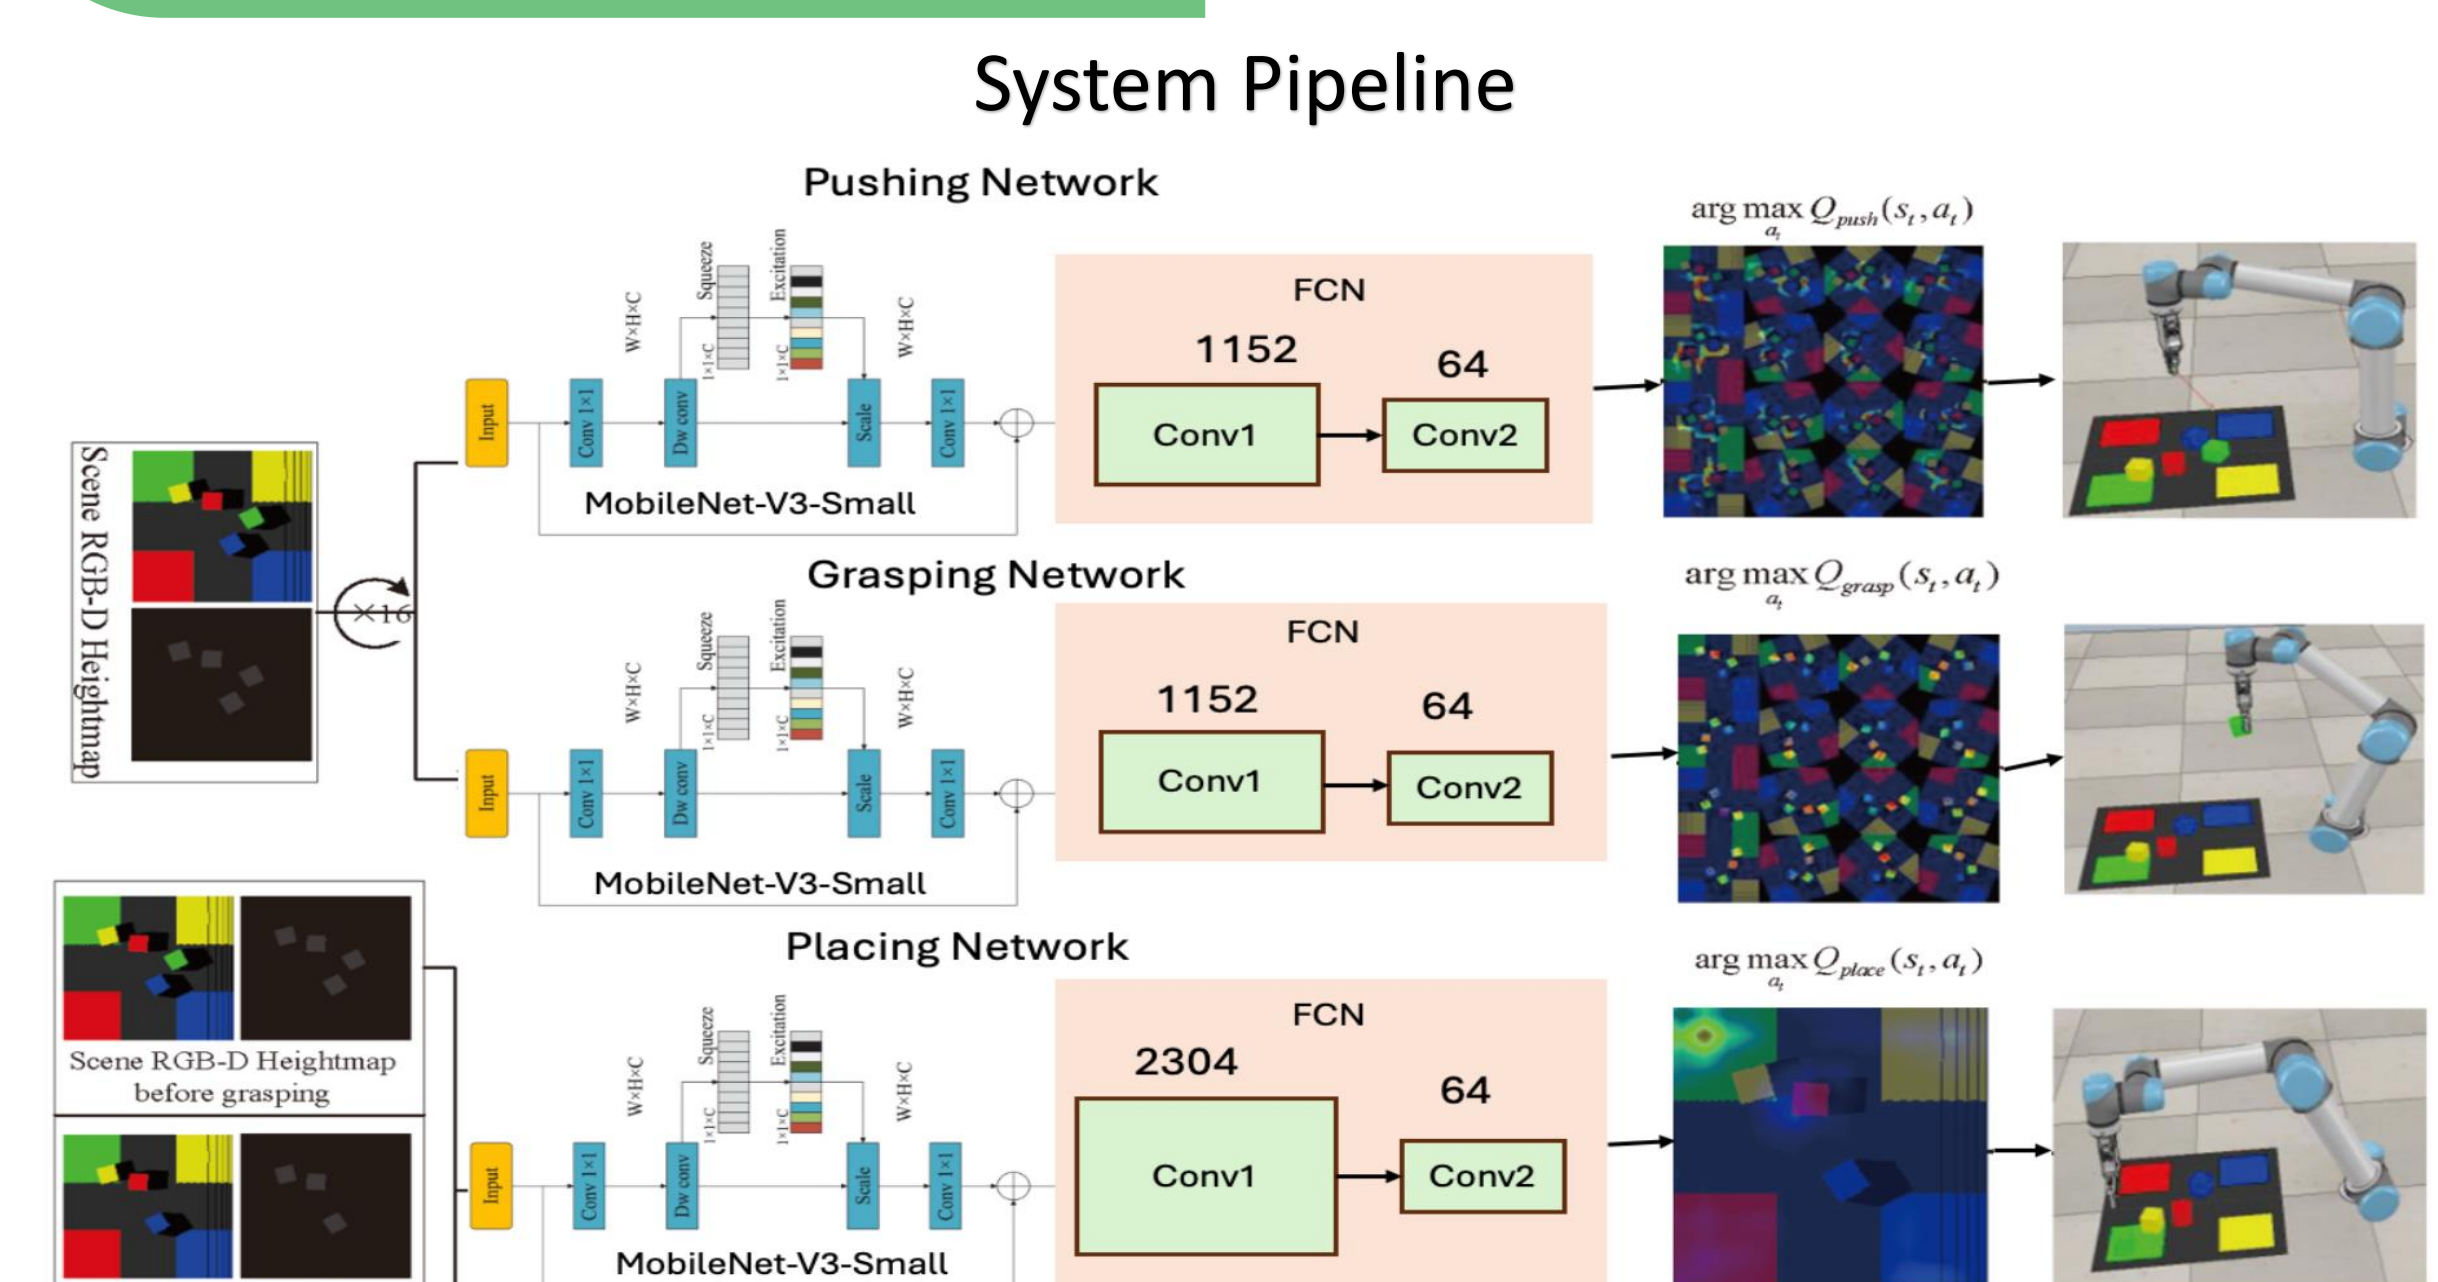 System Pipeline
Pushing Network
arg max Q_push(s_t, a_t)
a_t
Squeeze
Excitation
W×H×C
1×1×C
1×1×C
W×H×C
FCN
1152
64
Input
Conv 1×1
Dw conv
Scale
Conv 1×1
Conv1
Conv2
MobileNet-V3-Small
Scene RGB-D Heightmap
×16
Grasping Network
arg max Q_grasp(s_t, a_t)
a_t
Squeeze
Excitation
W×H×C
1×1×C
1×1×C
W×H×C
FCN
1152
64
Input
Conv 1×1
Dw conv
Scale
Conv 1×1
Conv1
Conv2
MobileNet-V3-Small
Placing Network
arg max Q_place(s_t, a_t)
a_t
Scene RGB-D Heightmap
before grasping
Squeeze
Excitation
W×H×C
1×1×C
1×1×C
W×H×C
FCN
2304
64
Input
Conv 1×1
Dw conv
Scale
Conv 1×1
Conv1
Conv2
MobileNet-V3-Small